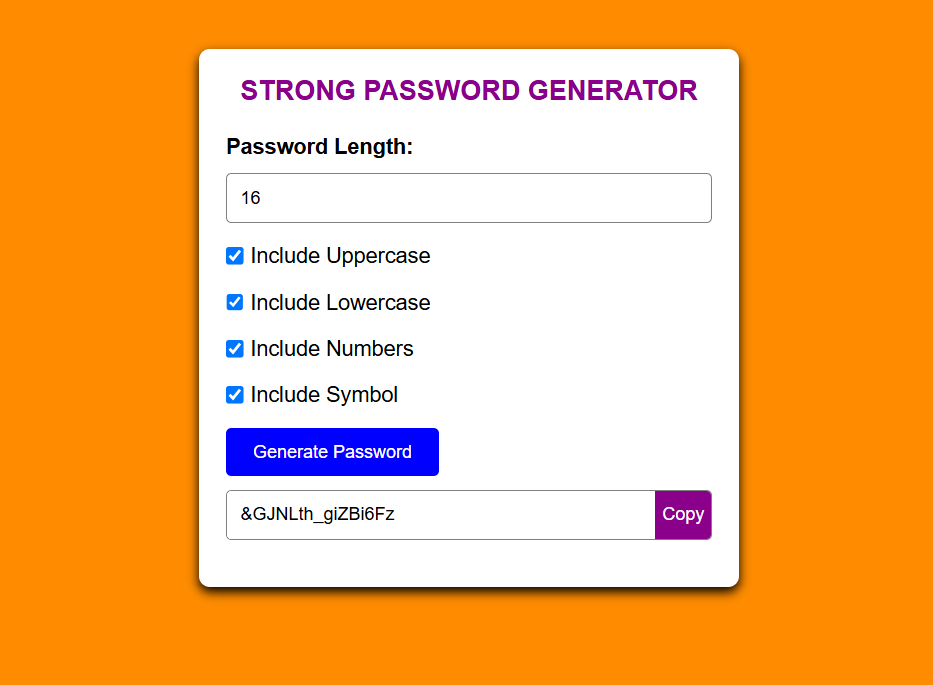 STRONG PASSWORD GENERATOR
Password Length:
16
Include Uppercase
Include Lowercase
Include Numbers
Include Symbol
Generate Password
&GJNLth_giZBi6Fz
Copy